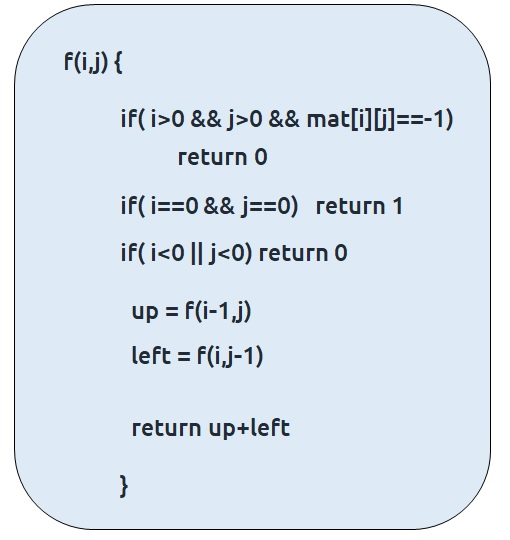 f(i,j) {
if( i>0 && j>0 && mat[i][j]==-1)
return 0
if( i==0 && j==0)   return 1
if( i<0 || j<0) return 0
up = f(i-1,j)
left = f(i,j-1)
return up+left
}